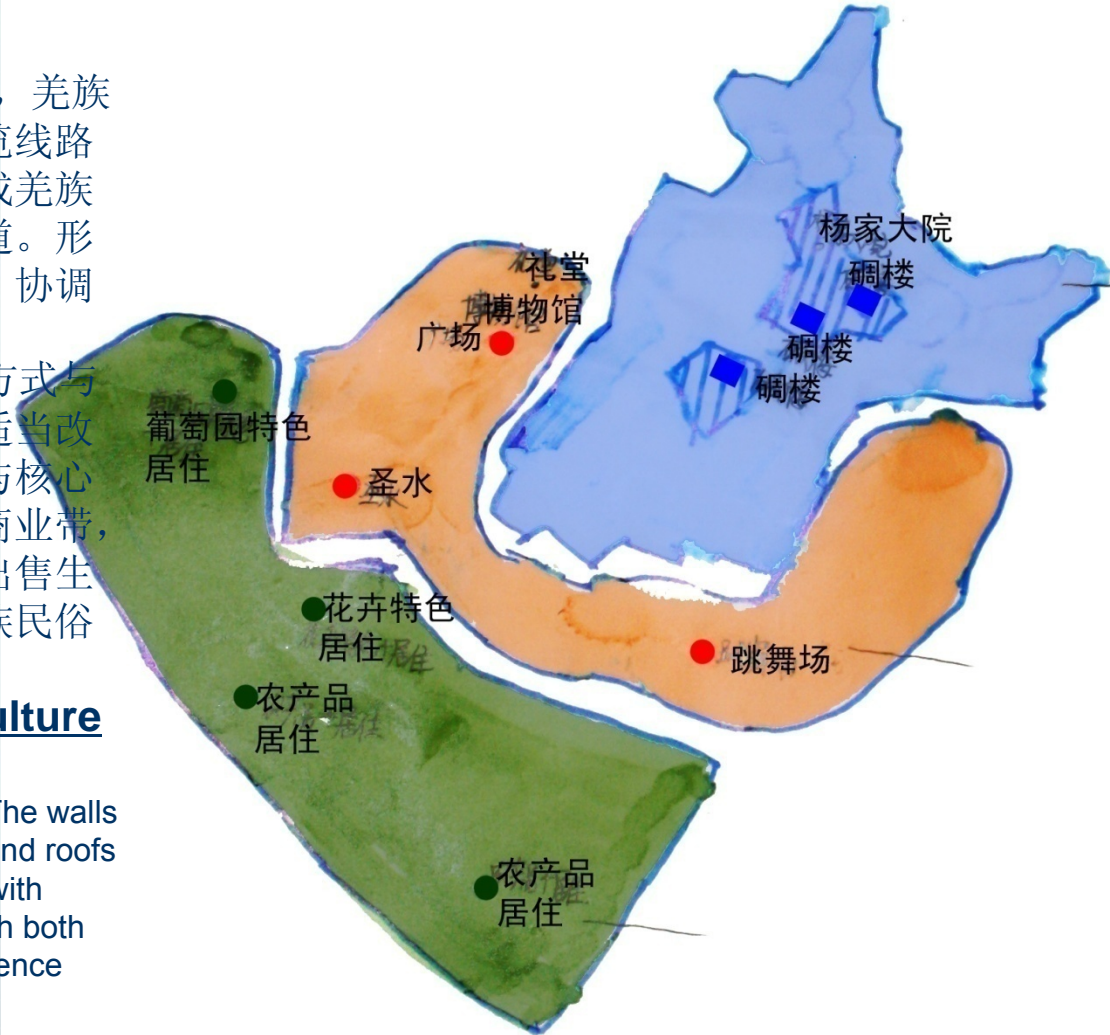 ，羌族
线路
羌族
道。形
协调
方式与
适当改
与核心
商业带，
出售生
族民俗
ulture
The walls
nd roofs
with
h both
ence
杨家大院
碉楼
碉楼
碉楼
礼堂
博物馆
广场
圣水
跳舞场
葡萄园特色
居住
花卉特色
居住
农产品
居住
农产品
居住